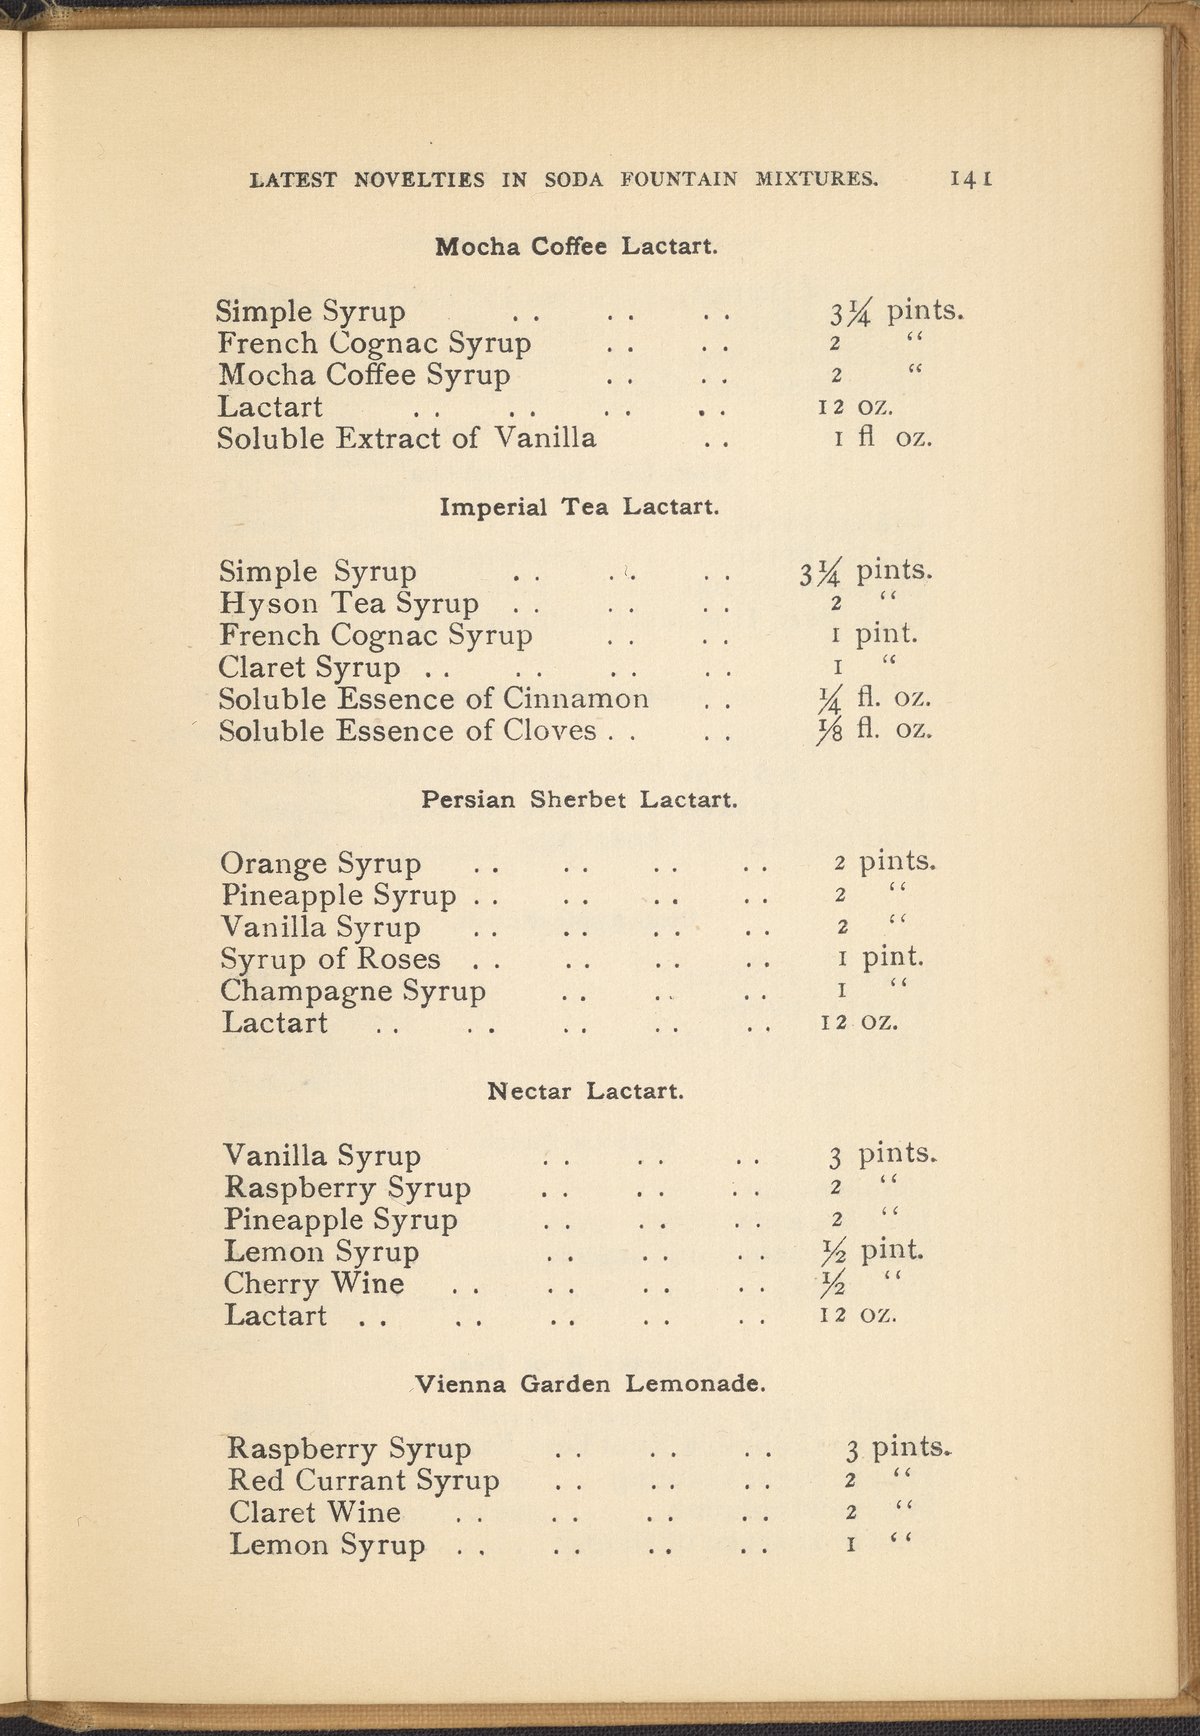 LATEST NOVELTIES IN SODA FOUNTAIN MIXTURES. 141
Mocha Coffee Lactart.
Simple Syrup .. .. .. 3¼ pints.
French Cognac Syrup .. .. 2 “
Mocha Coffee Syrup .. .. 2 “
Lactart .. .. .. .. 12 oz.
Soluble Extract of Vanilla .. 1 fl oz.
Imperial Tea Lactart.
Simple Syrup .. .. .. 3¼ pints.
Hyson Tea Syrup .. .. .. 2 “
French Cognac Syrup .. .. 1 pint.
Claret Syrup .. .. .. .. 1 “
Soluble Essence of Cinnamon .. ¼ fl. oz.
Soluble Essence of Cloves .. .. ⅛ fl. oz.
Persian Sherbet Lactart.
Orange Syrup .. .. .. .. 2 pints.
Pineapple Syrup .. .. .. .. 2 “
Vanilla Syrup .. .. .. .. 2 “
Syrup of Roses .. .. .. .. 1 pint.
Champagne Syrup .. .. .. 1 “
Lactart .. .. .. .. .. 12 oz.
Nectar Lactart.
Vanilla Syrup .. .. .. 3 pints.
Raspberry Syrup .. .. .. 2 “
Pineapple Syrup .. .. .. 2 “
Lemon Syrup .. .. .. ½ pint.
Cherry Wine .. .. .. .. ½ “
Lactart .. .. .. .. .. 12 oz.
Vienna Garden Lemonade.
Raspberry Syrup .. .. .. 3 pints.
Red Currant Syrup .. .. .. 2 “
Claret Wine .. .. .. .. 2 “
Lemon Syrup .. .. .. .. 1 “